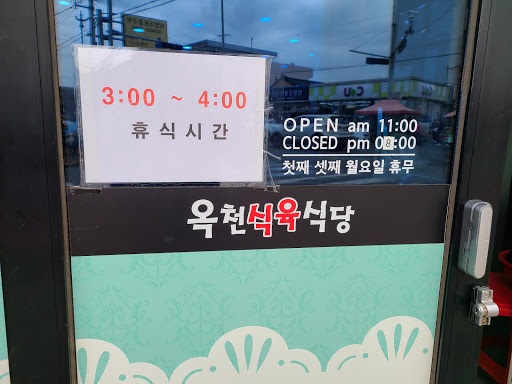 3:00 ~ 4:00
휴 식 시 간
OPEN am 11:00
CLOSED pm 08:00
첫째 셋째 월요일 휴무
옥천식육식당
CU